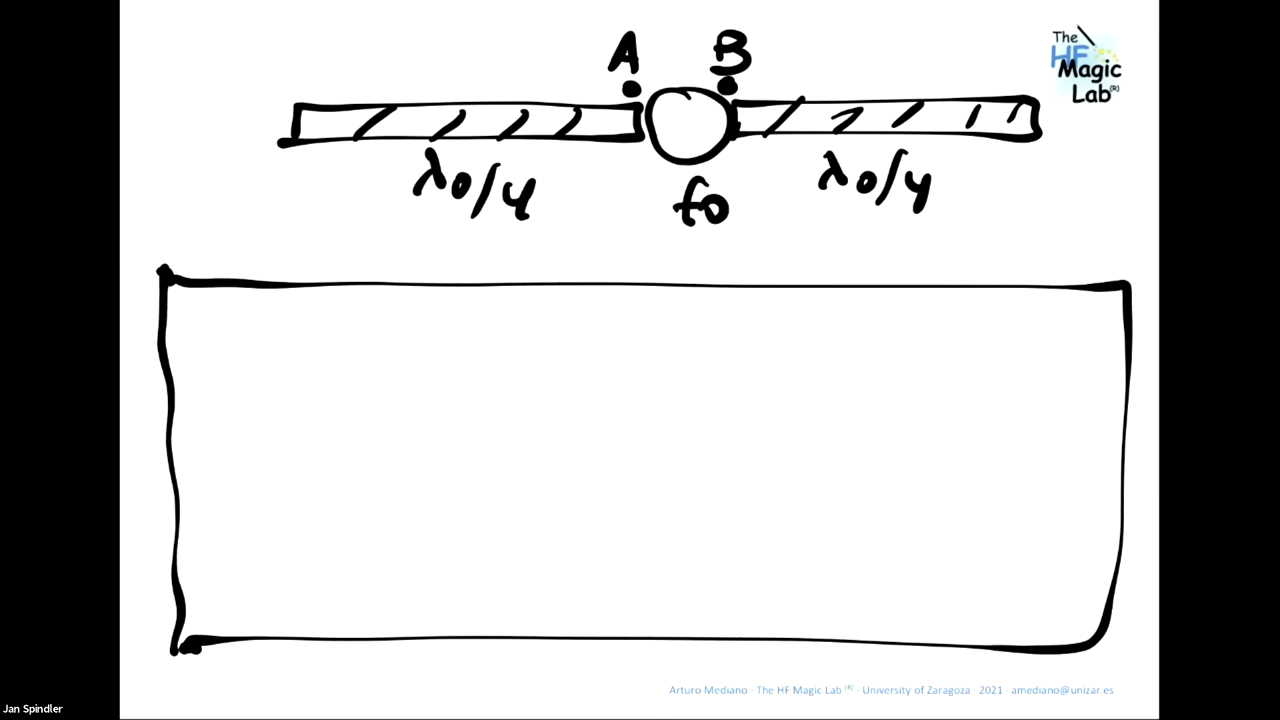 A B
The
HF
Magic
Lab(R)
λ0/4 f0 λ0/4
Arturo Mediano · The HF Magic Lab (R) · University of Zaragoza · 2021 · amediano@unizar.es
Jan Spindler